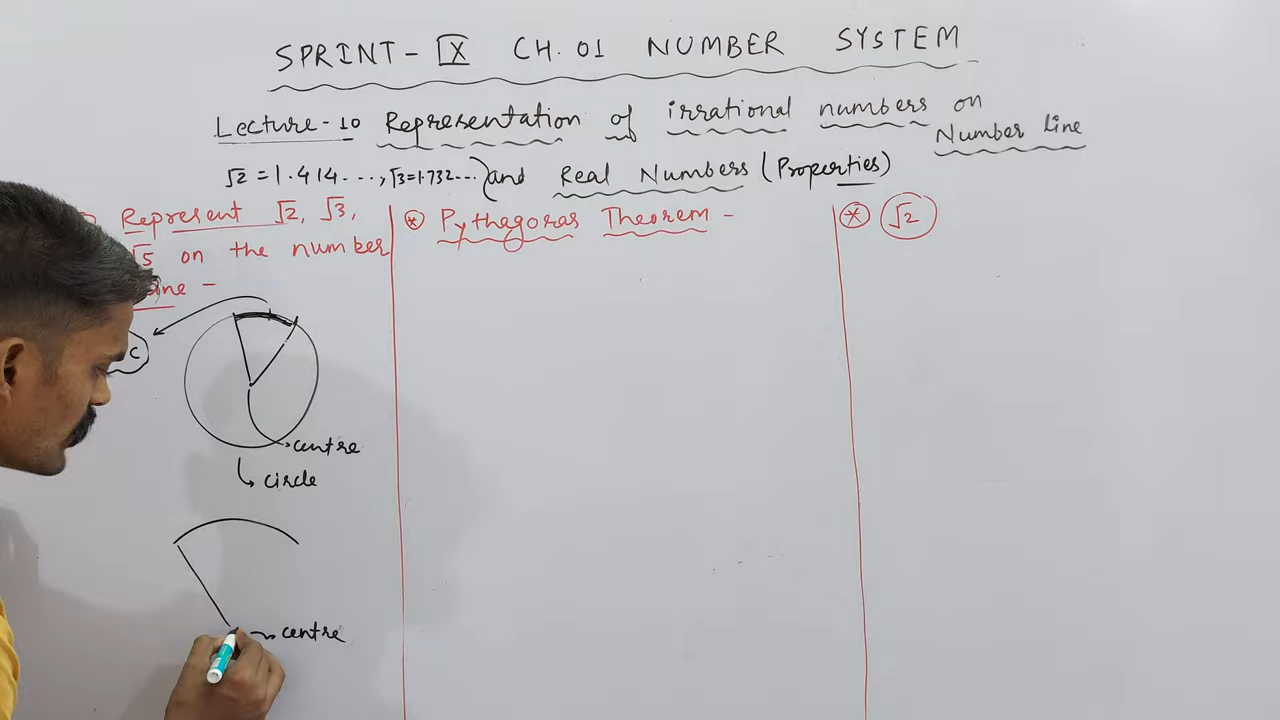 SPRINT - IX CH. 01 NUMBER SYSTEM
Lecture - 10 Representation of irrational numbers on
Number Line
√2 = 1.414..., √3=1.732...) and Real Numbers (Properties)
Represent √2, √3,
√5 on the number
line -
* Pythagoras Theorem -
* √2
c
centre
circle
centre